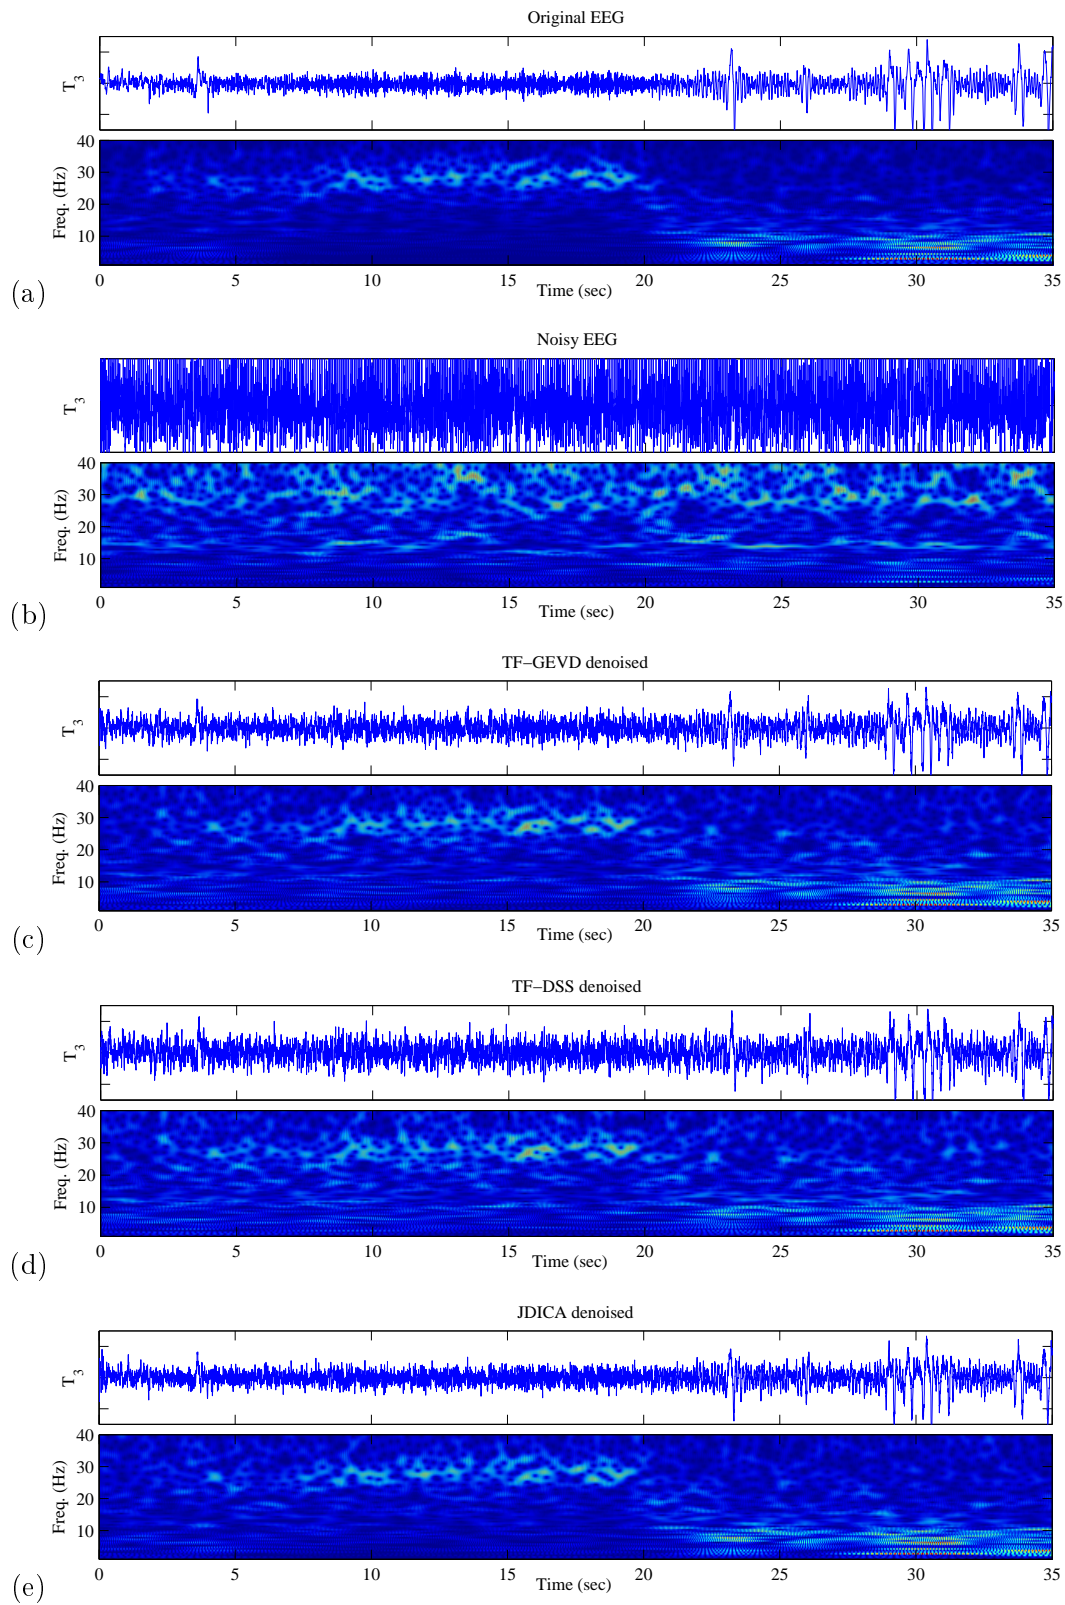 Original EEG
T3
40
30
20
10
Freq. (Hz)
0 5 10 15 20 25 30 35
Time (sec)
(a)
Noisy EEG
T3
40
30
20
10
Freq. (Hz)
0 5 10 15 20 25 30 35
Time (sec)
(b)
TF−GEVD denoised
T3
40
30
20
10
Freq. (Hz)
0 5 10 15 20 25 30 35
Time (sec)
(c)
TF−DSS denoised
T3
40
30
20
10
Freq. (Hz)
0 5 10 15 20 25 30 35
Time (sec)
(d)
JDICA denoised
T3
40
30
20
10
Freq. (Hz)
0 5 10 15 20 25 30 35
Time (sec)
(e)